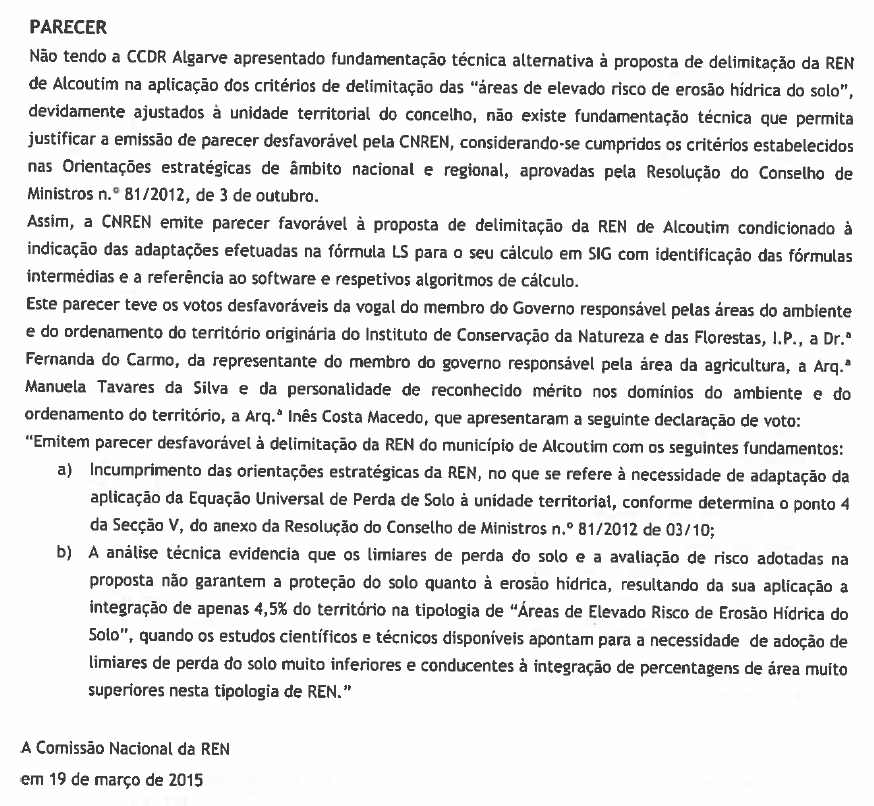 PARECER
Não tendo a CCDR Algarve apresentado fundamentação técnica alternativa à proposta de delimitação da REN
de Alcoutim na aplicação dos critérios de delimitação das "áreas de elevado risco de erosão hídrica do solo",
devidamente ajustados à unidade territorial do concelho, não existe fundamentação técnica que permita
justificar a emissão de parecer desfavorável pela CNREN, considerando-se cumpridos os critérios estabelecidos
nas Orientações estratégicas de âmbito nacional e regional, aprovadas pela Resolução do Conselho de
Ministros n.º 81/2012, de 3 de outubro.
Assim, a CNREN emite parecer favorável à proposta de delimitação da REN de Alcoutim condicionado à
indicação das adaptações efetuadas na fórmula LS para o seu cálculo em SIG com identificação das fórmulas
intermédias e a referência ao software e respetivos algoritmos de cálculo.
Este parecer teve os votos desfavoráveis da vogal do membro do Governo responsável pelas áreas do ambiente
e do ordenamento do território originária do Instituto de Conservação da Natureza e das Florestas, I.P., a Dr.ª
Fernanda do Carmo, da representante do membro do governo responsável pela área da agricultura, a Arq.ª
Manuela Tavares da Silva e da personalidade de reconhecido mérito nos domínios do ambiente e do
ordenamento do território, a Arq.ª Inês Costa Macedo, que apresentaram a seguinte declaração de voto:
"Emitem parecer desfavorável à delimitação da REN do município de Alcoutim com os seguintes fundamentos:
a) Incumprimento das orientações estratégicas da REN, no que se refere à necessidade de adaptação da
aplicação da Equação Universal de Perda de Solo à unidade territorial, conforme determina o ponto 4
da Secção V, do anexo da Resolução do Conselho de Ministros n.º 81/2012 de 03/10;
b) A análise técnica evidencia que os limiares de perda do solo e a avaliação de risco adotadas na
proposta não garantem a proteção do solo quanto à erosão hídrica, resultando da sua aplicação a
integração de apenas 4,5% do território na tipologia de "Áreas de Elevado Risco de Erosão Hídrica do
Solo", quando os estudos científicos e técnicos disponíveis apontam para a necessidade de adoção de
limiares de perda do solo muito inferiores e conducentes à integração de percentagens de área muito
superiores nesta tipologia de REN."
A Comissão Nacional da REN
em 19 de março de 2015